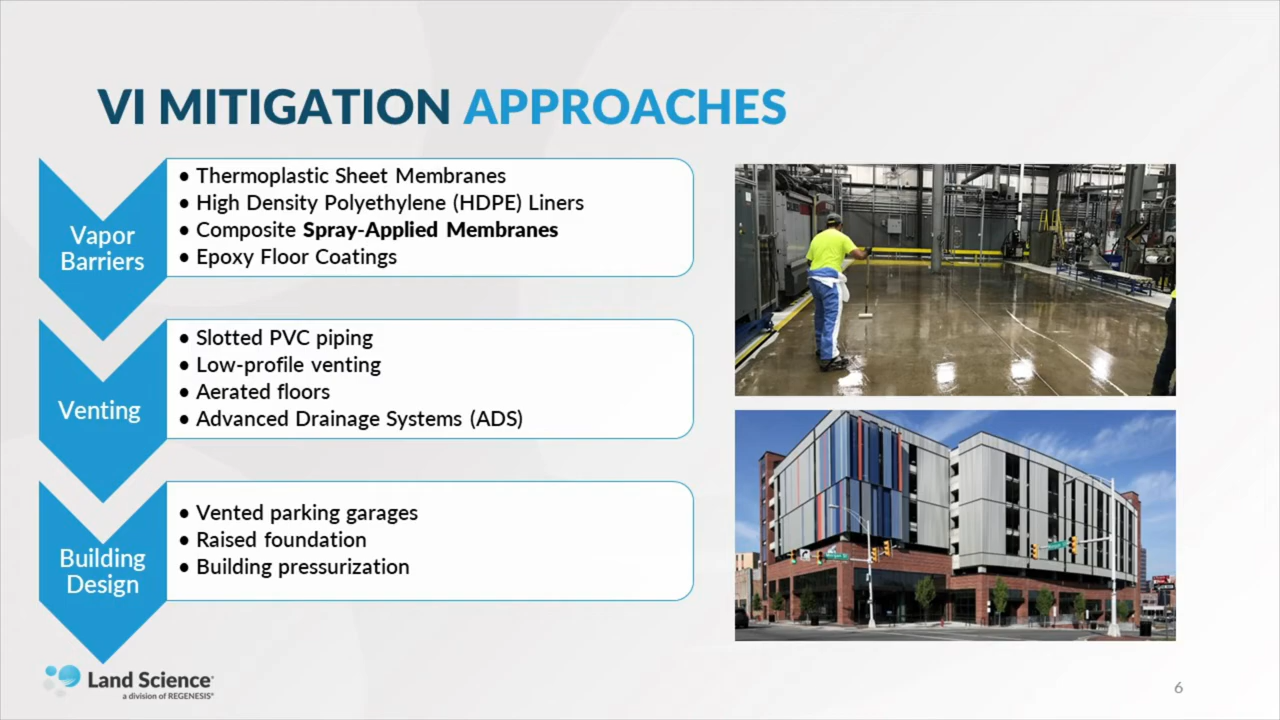 VI MITIGATION APPROACHES
Vapor
Barriers
• Thermoplastic Sheet Membranes
• High Density Polyethylene (HDPE) Liners
• Composite Spray-Applied Membranes
• Epoxy Floor Coatings
Venting
• Slotted PVC piping
• Low-profile venting
• Aerated floors
• Advanced Drainage Systems (ADS)
Building
Design
• Vented parking garages
• Raised foundation
• Building pressurization
Land Science
a division of REGENESIS®
6